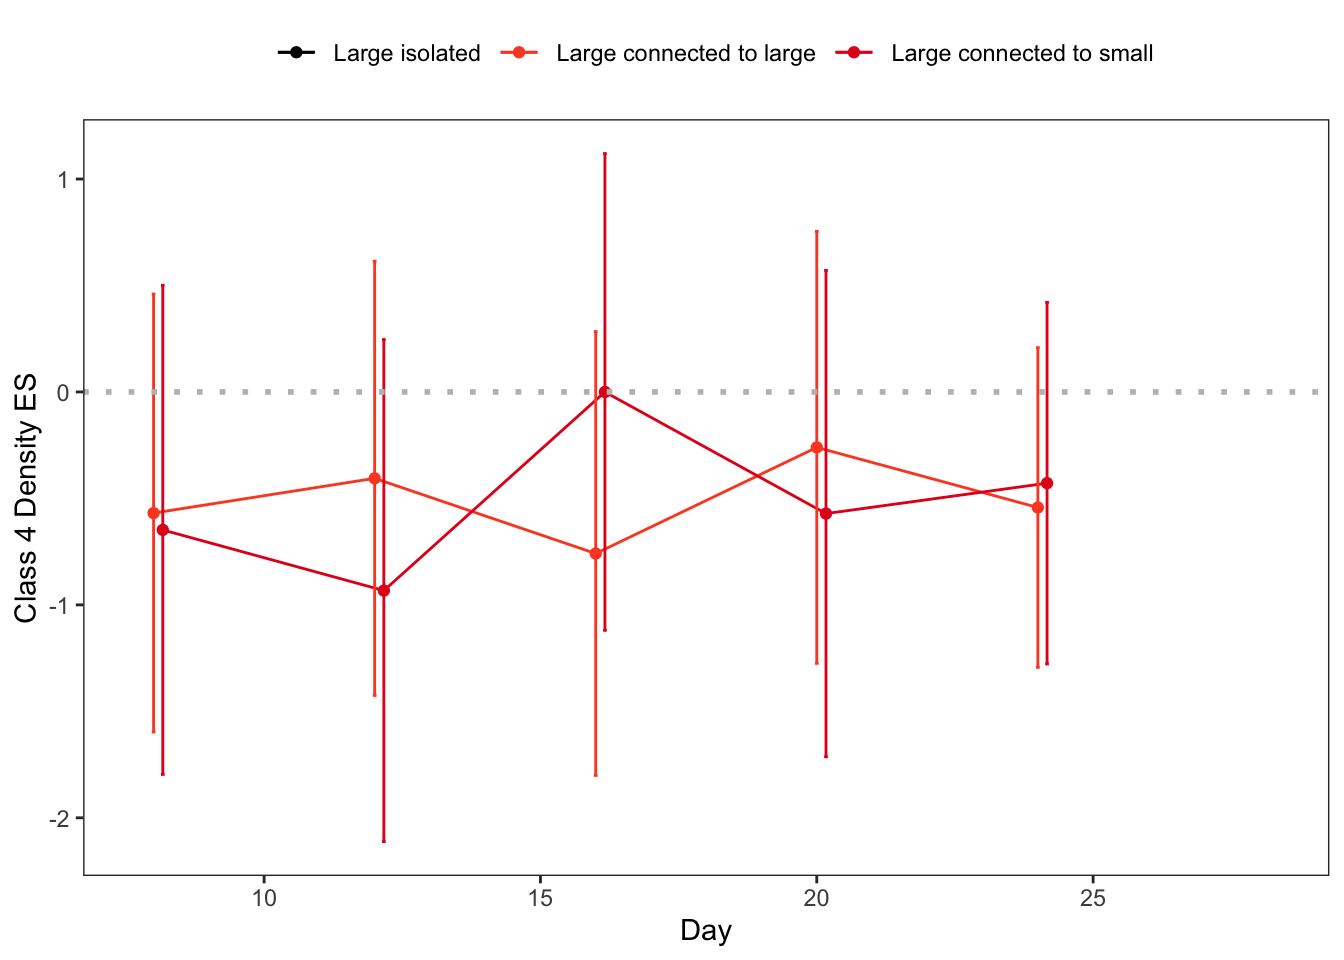 Large isolated Large connected to large Large connected to small
1
0
-1
-2
Class 4 Density ES
10 15 20 25
Day